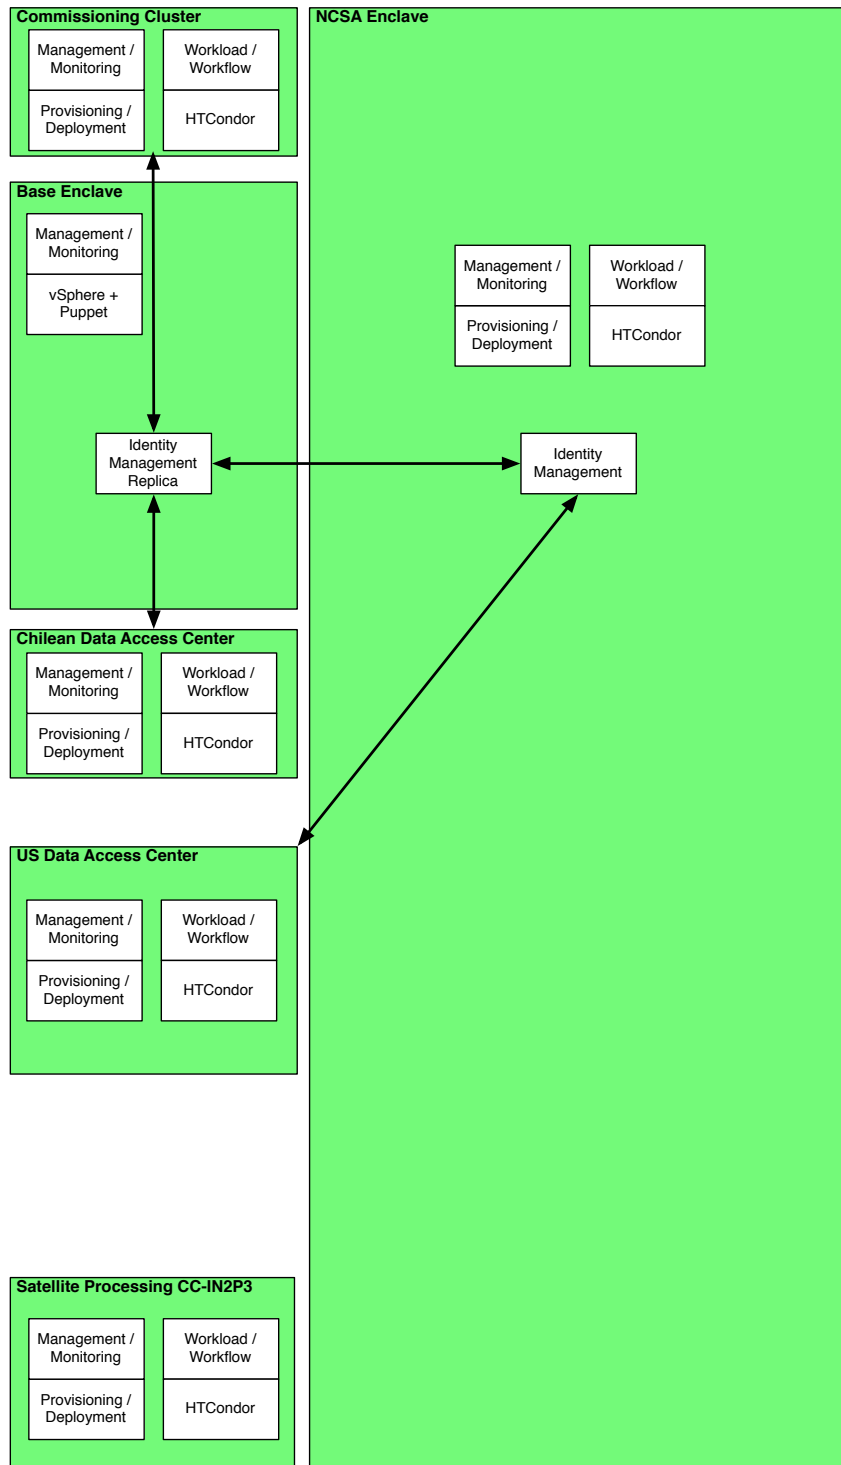 Commissioning Cluster
Management /
Monitoring
Provisioning /
Deployment
Workload /
Workflow
HTCondor
Base Enclave
Management /
Monitoring
vSphere +
Puppet
Identity
Management
Replica
Chilean Data Access Center
Management /
Monitoring
Provisioning /
Deployment
Workload /
Workflow
HTCondor
US Data Access Center
Management /
Monitoring
Provisioning /
Deployment
Workload /
Workflow
HTCondor
Satellite Processing CC-IN2P3
Management /
Monitoring
Provisioning /
Deployment
Workload /
Workflow
HTCondor
NCSA Enclave
Management /
Monitoring
Provisioning /
Deployment
Workload /
Workflow
HTCondor
Identity
Management